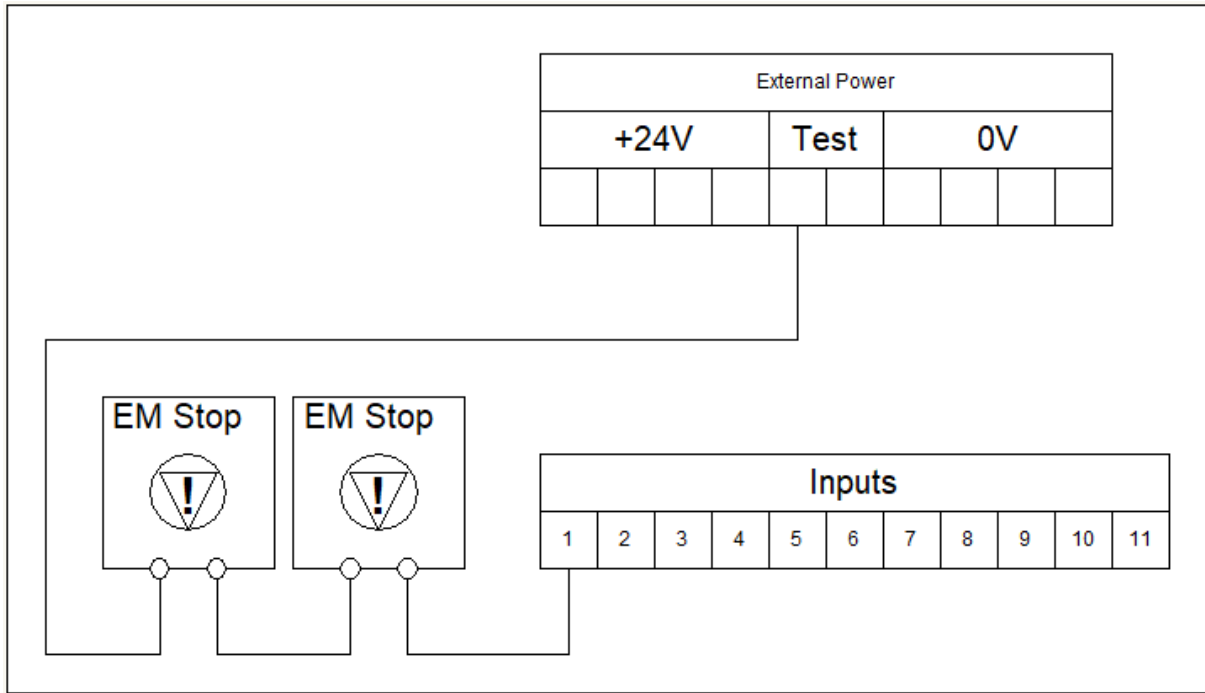 External Power
+24V Test 0V
EM Stop EM Stop
! !
Inputs
1 2 3 4 5 6 7 8 9 10 11